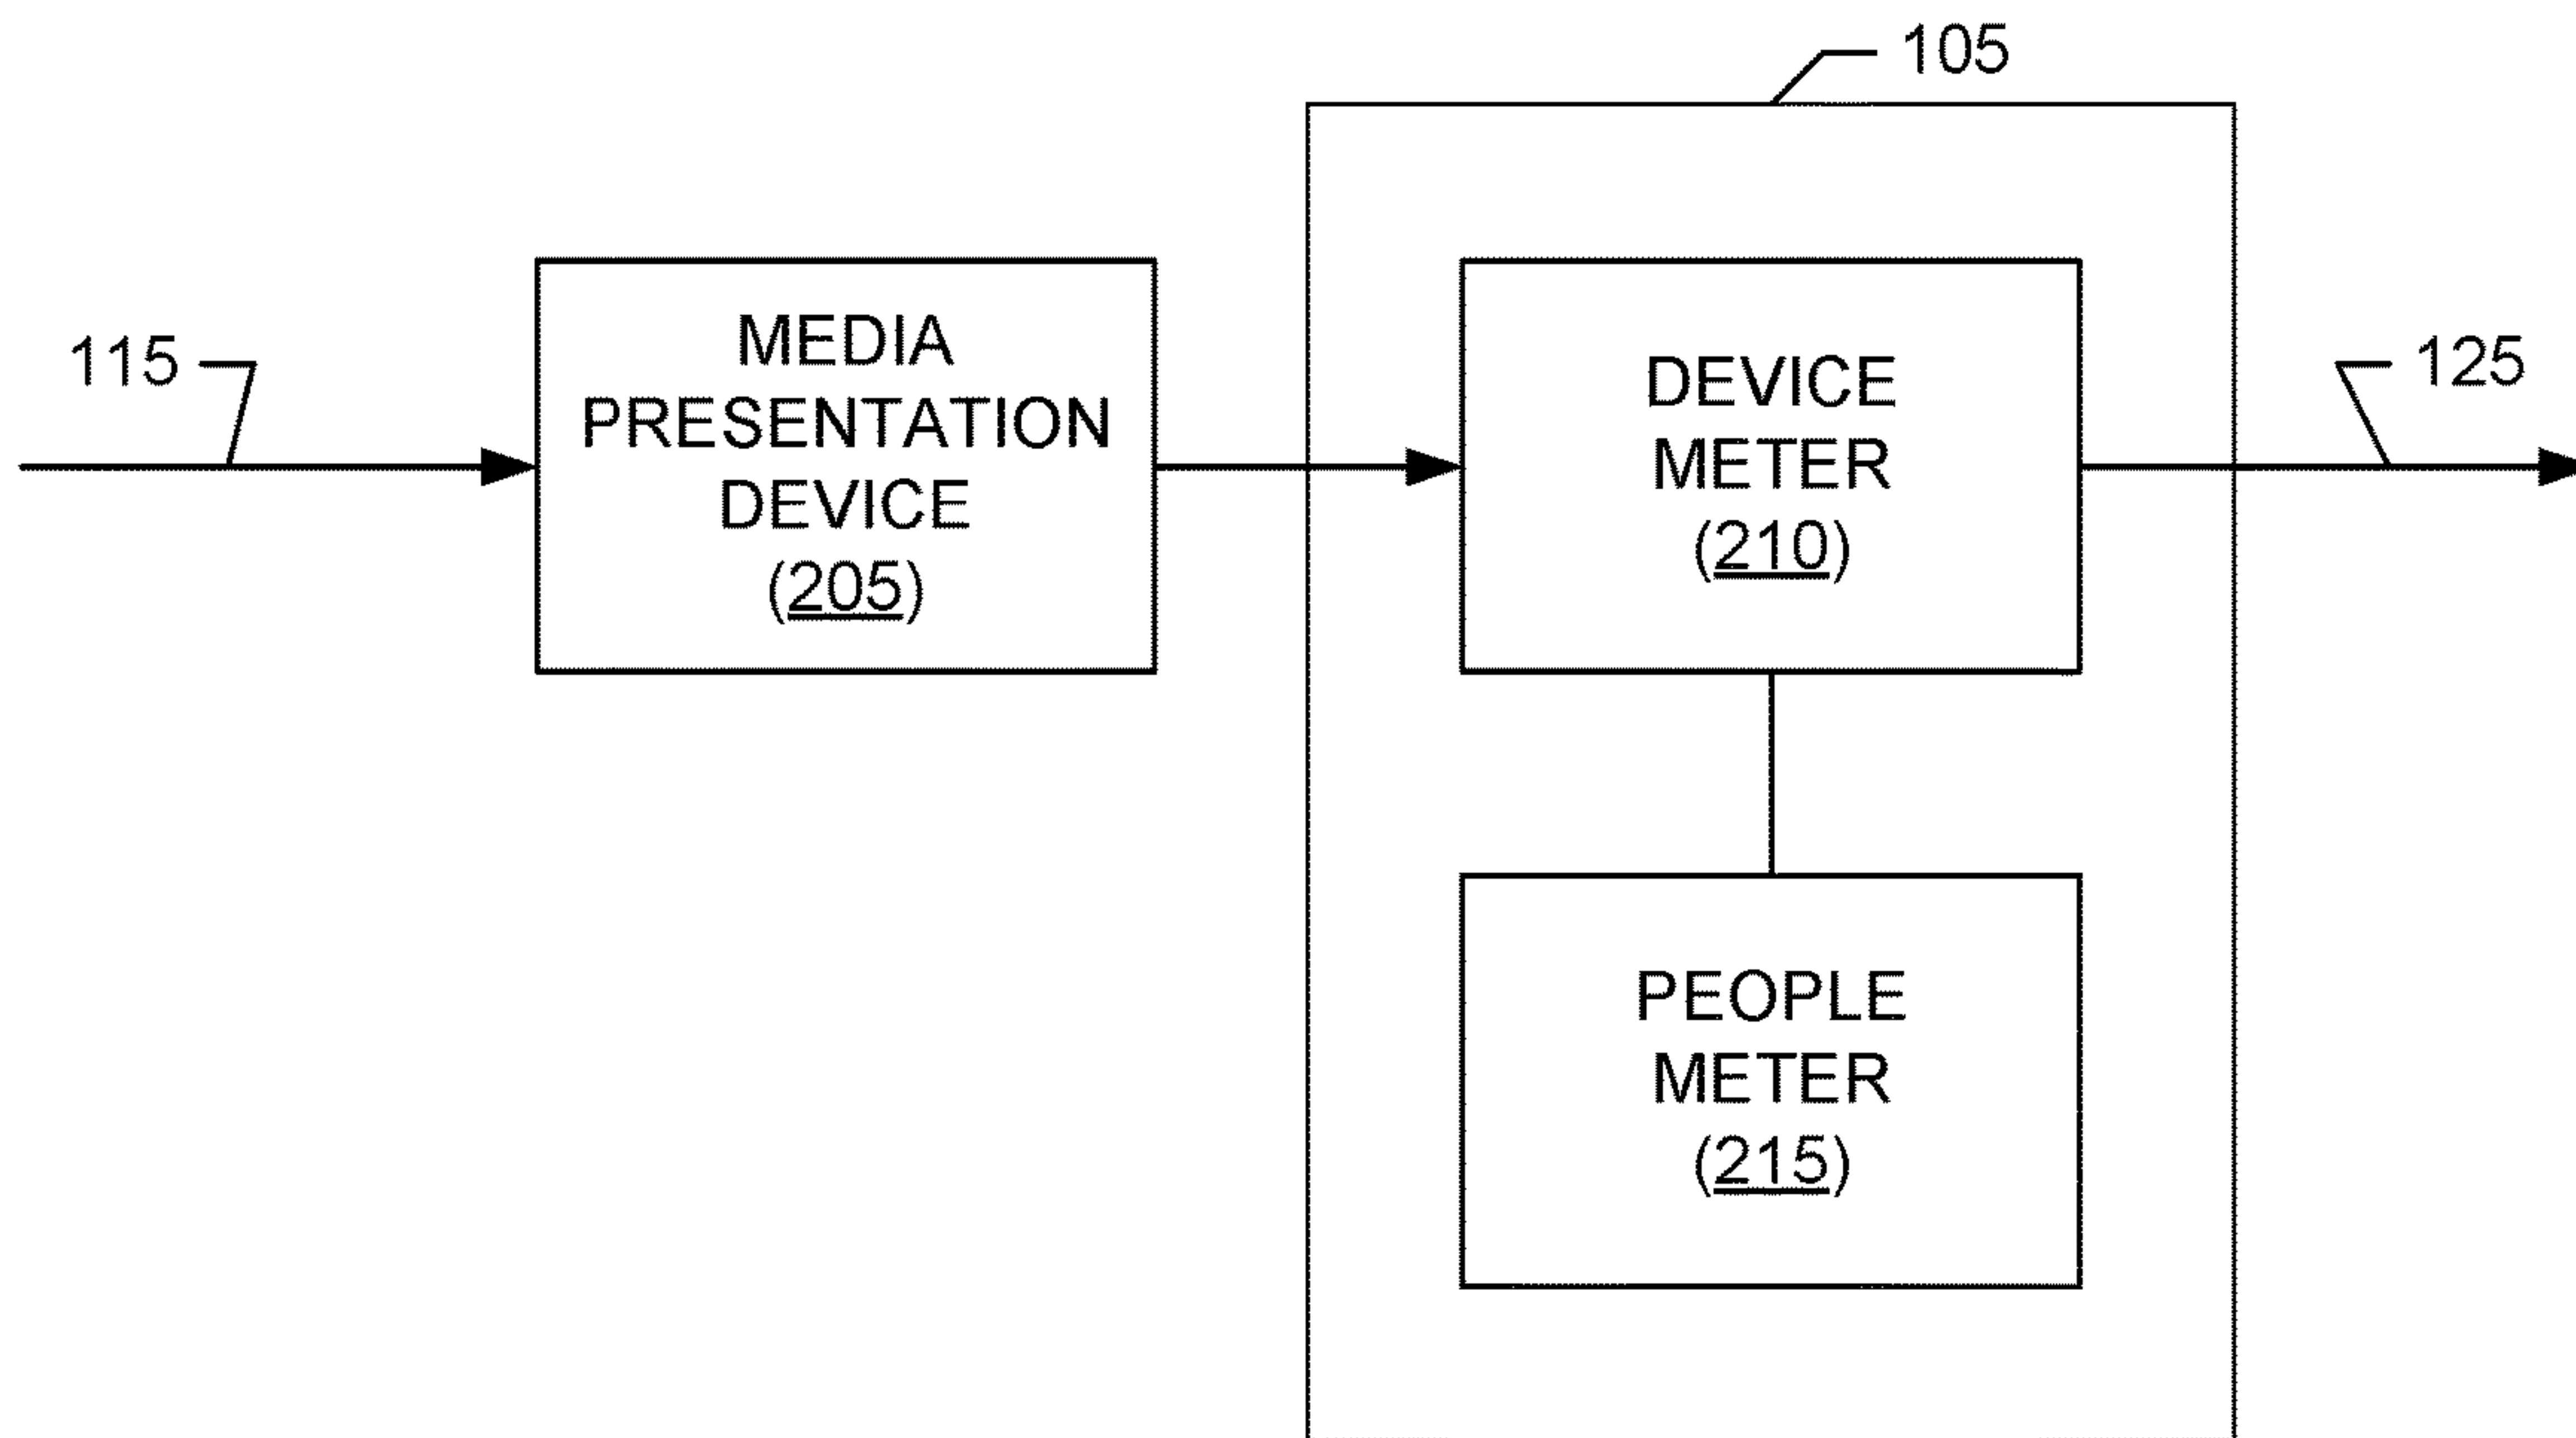 105
115
MEDIA
PRESENTATION
DEVICE
(205)
DEVICE
METER
(210)
125
PEOPLE
METER
(215)